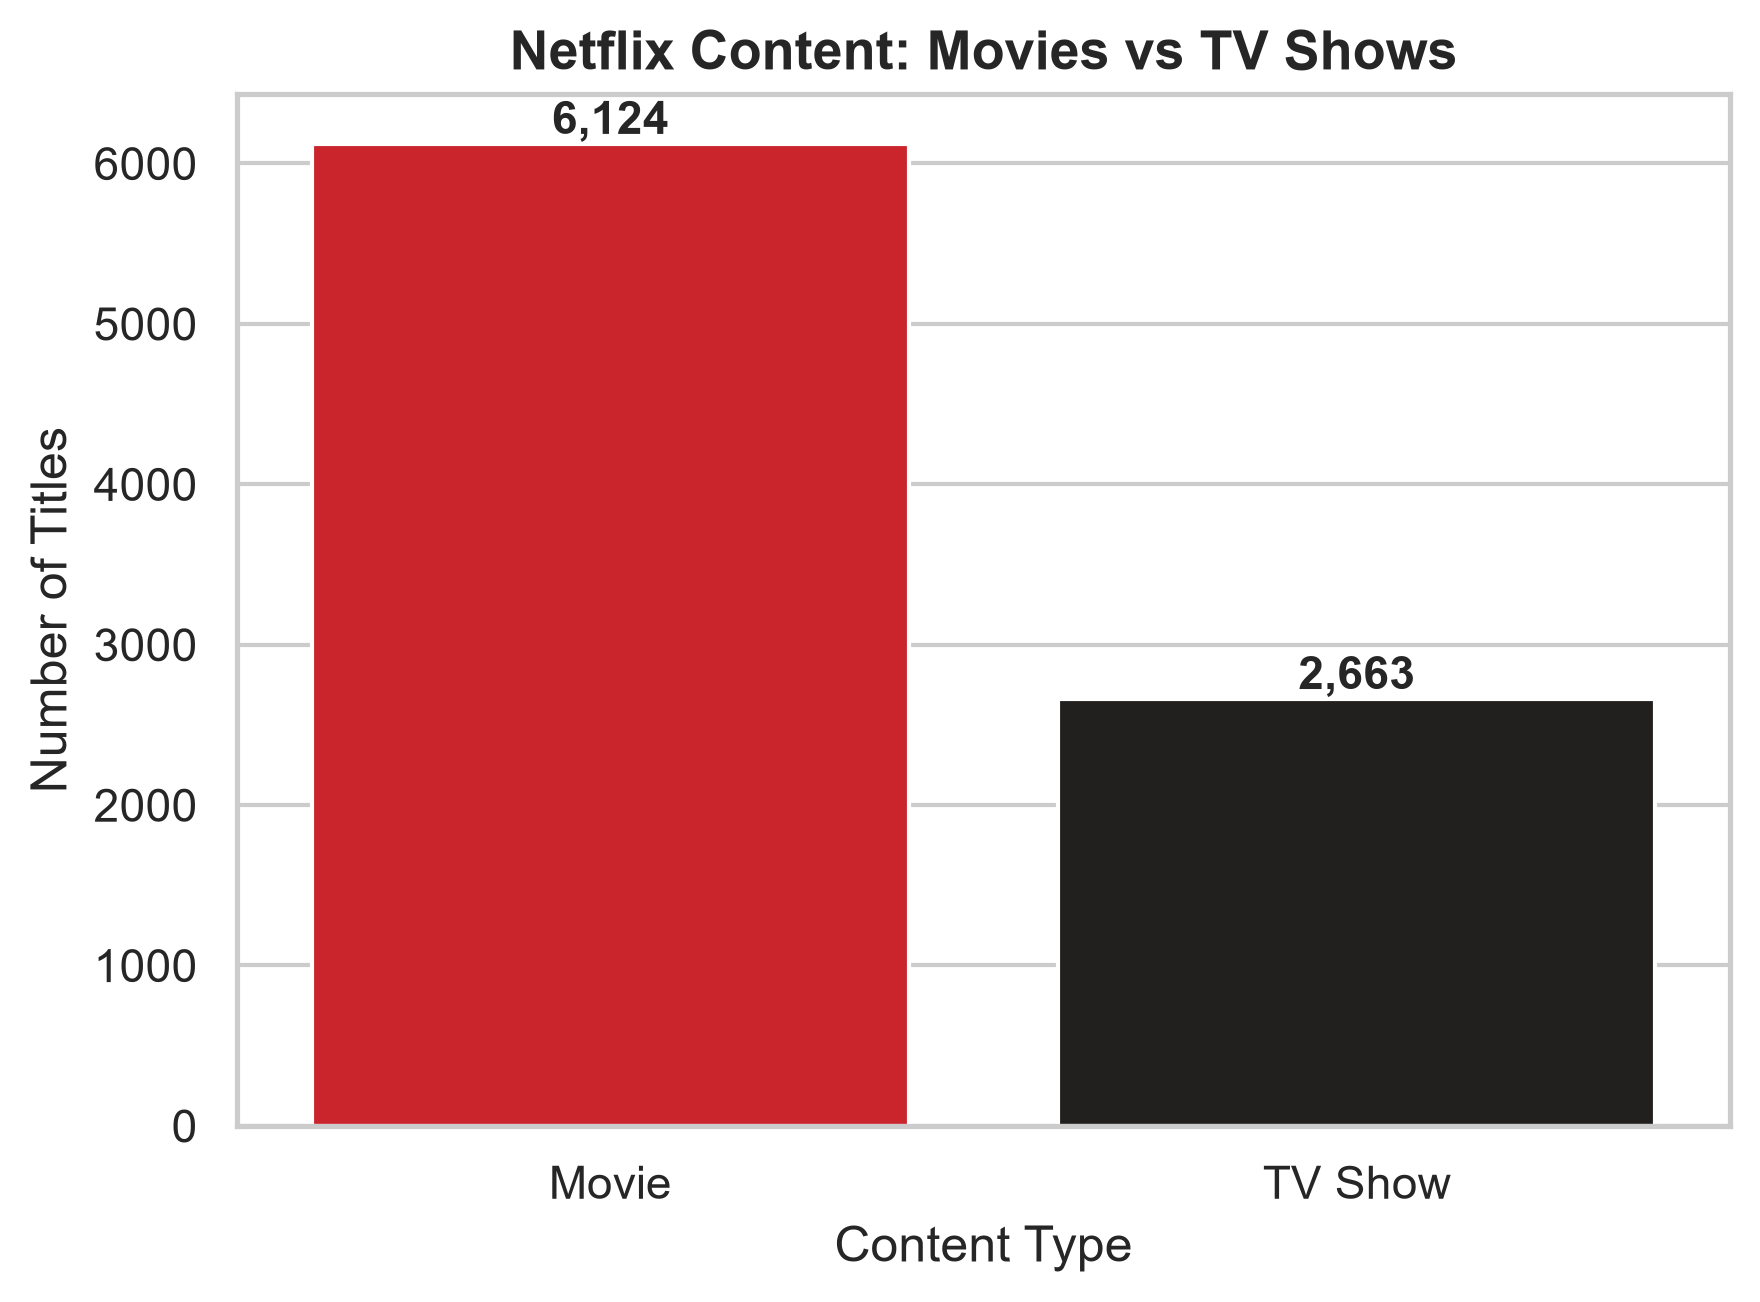 Netflix Content: Movies vs TV Shows
6,124
6000
5000
4000
3000
2,663
2000
1000
0
Number of Titles
Movie
TV Show
Content Type